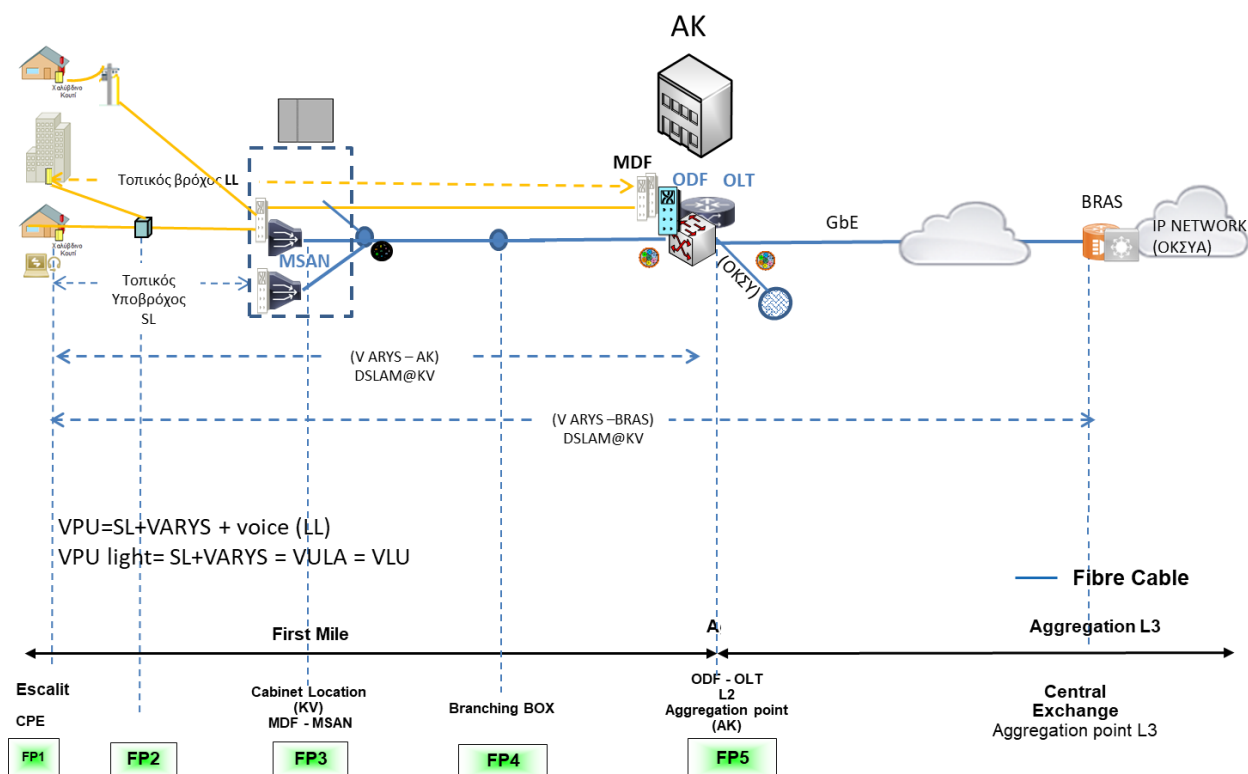 AK
Χαλύβδινο
Κουτί
MDF
ODF OLT
BRAS
Τοπικός βρόχος LL
GbE
IP NETWORK
(ΟΚΣΥΑ)
MSAN
(ΟΚΣΥ)
Χαλύβδινο
Κουτί
Τοπικός
Υποβρόχος
SL
(V ARYS – AK)
DSLAM@KV
(V ARYS –BRAS)
DSLAM@KV
VPU=SL+VARYS + voice (LL)
VPU light= SL+VARYS = VULA = VLU
Fibre Cable
First Mile
A
Aggregation L3
Escalit
CPE
Cabinet Location
(KV)
MDF - MSAN
Branching BOX
ODF - OLT
L2
Aggregation point
(AK)
Central
Exchange
Aggregation point L3
FP1
FP2
FP3
FP4
FP5